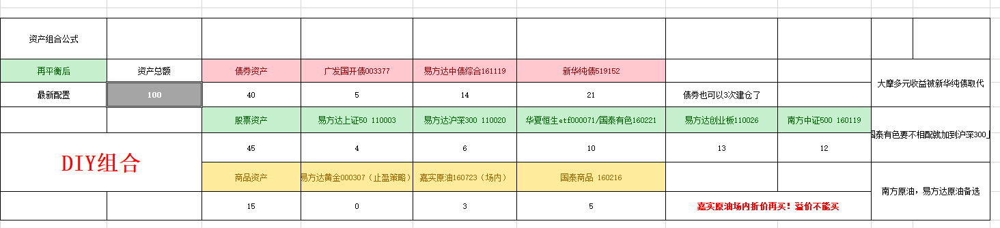 资产组合公式
再平衡后 资产总额 债券资产 广发国开债003377 易方达中债综合161119 新华纯债519152
大摩多元收益被新华纯债取代
最新配置 100 40 5 14 21 债券也可以3次建仓了
股票资产 易方达上证50 110003 易方达沪深300 110020 华夏恒生etf000071/国泰有色160221 易方达创业板110026 南方中证500 160119
国泰有色要不相配就加到沪深300上
DIY组合
45 4 6 10 13 12
商品资产 易方达黄金000307（止盈策略） 嘉实原油160723（场内） 国泰商品 160216
南方原油，易方达原油备选
15 0 3 5 嘉实原油场内折价再买！溢价不能买